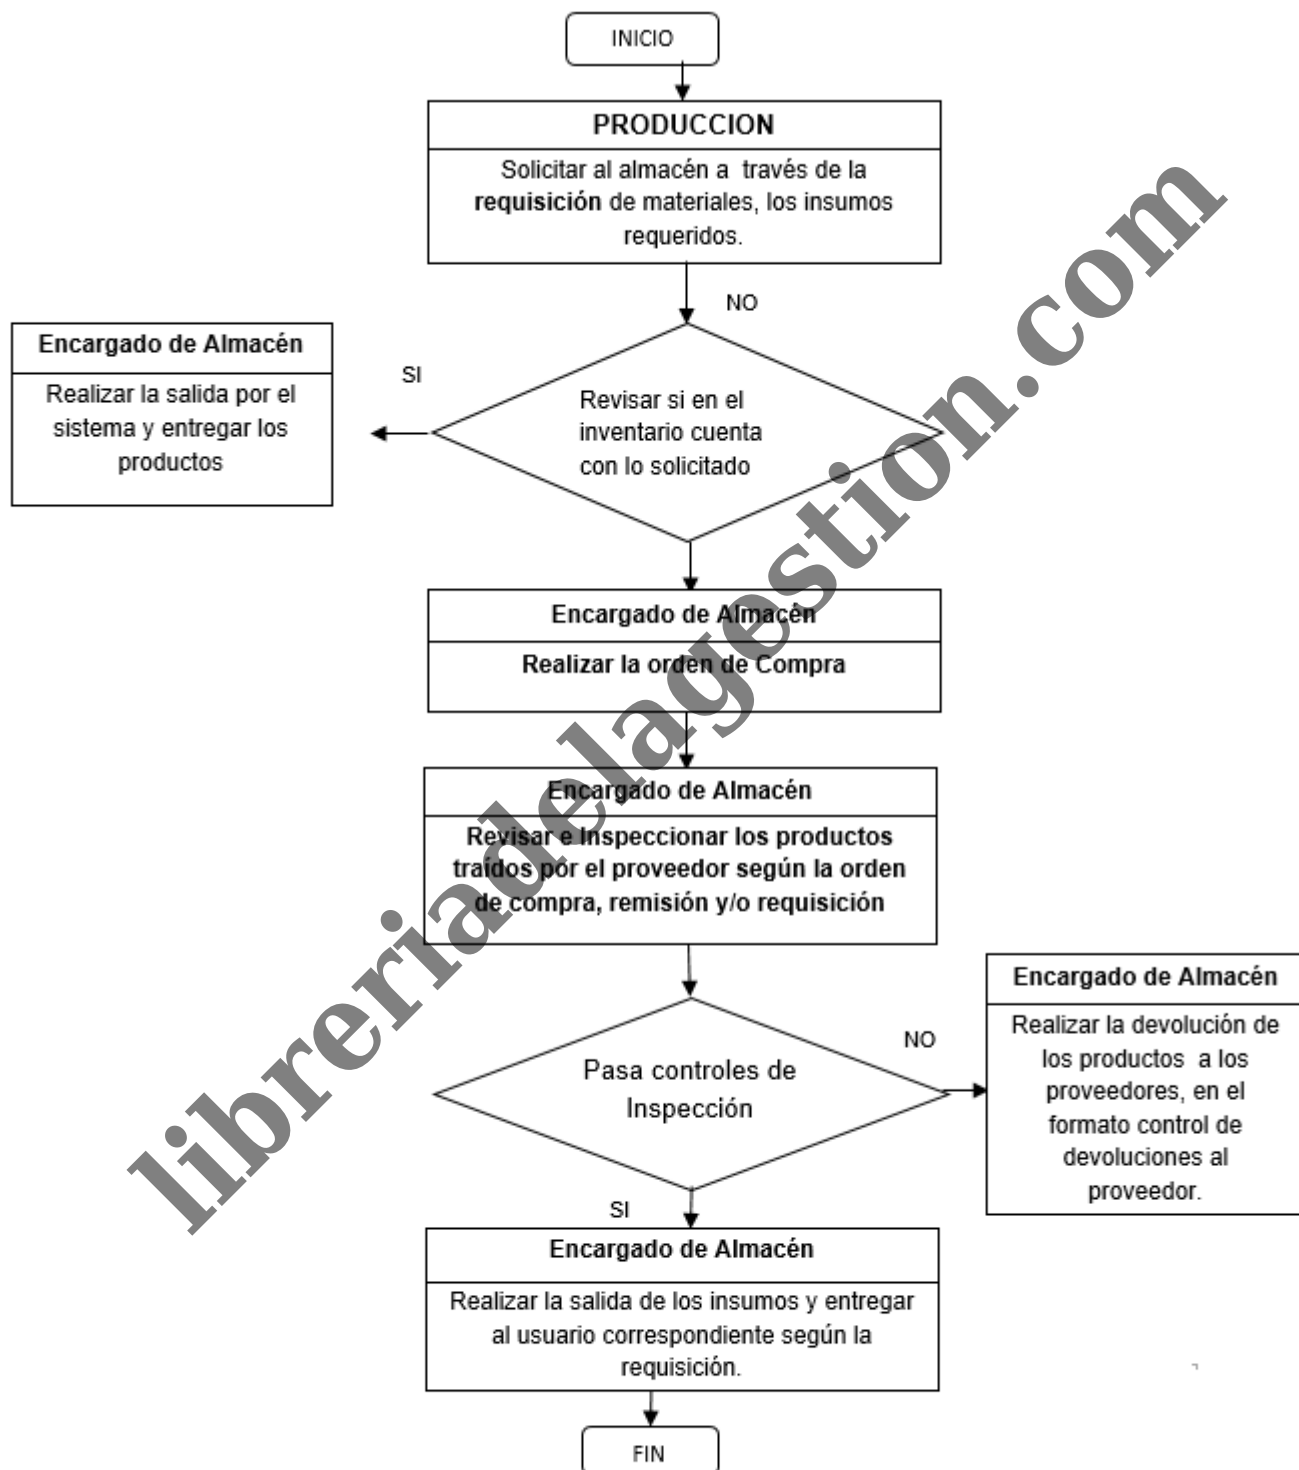 INICIO
PRODUCCION
Solicitar al almacén a través de la
requisición de materiales, los insumos
requeridos.
NO
Encargado de Almacén
Realizar la salida por el
sistema y entregar los
productos
SI
Revisar si en el
inventario cuenta
con lo solicitado
Encargado de Almacén
Realizar la orden de Compra
Encargado de Almacén
Revisar e Inspeccionar los productos
traídos por el proveedor según la orden
de compra, remisión y/o requisición
Pasa controles de
Inspección
NO
Encargado de Almacén
Realizar la devolución de
los productos a los
proveedores, en el
formato control de
devoluciones al
proveedor.
SI
Encargado de Almacén
Realizar la salida de los insumos y entregar
al usuario correspondiente según la
requisición.
FIN
libreriadelagestion.com